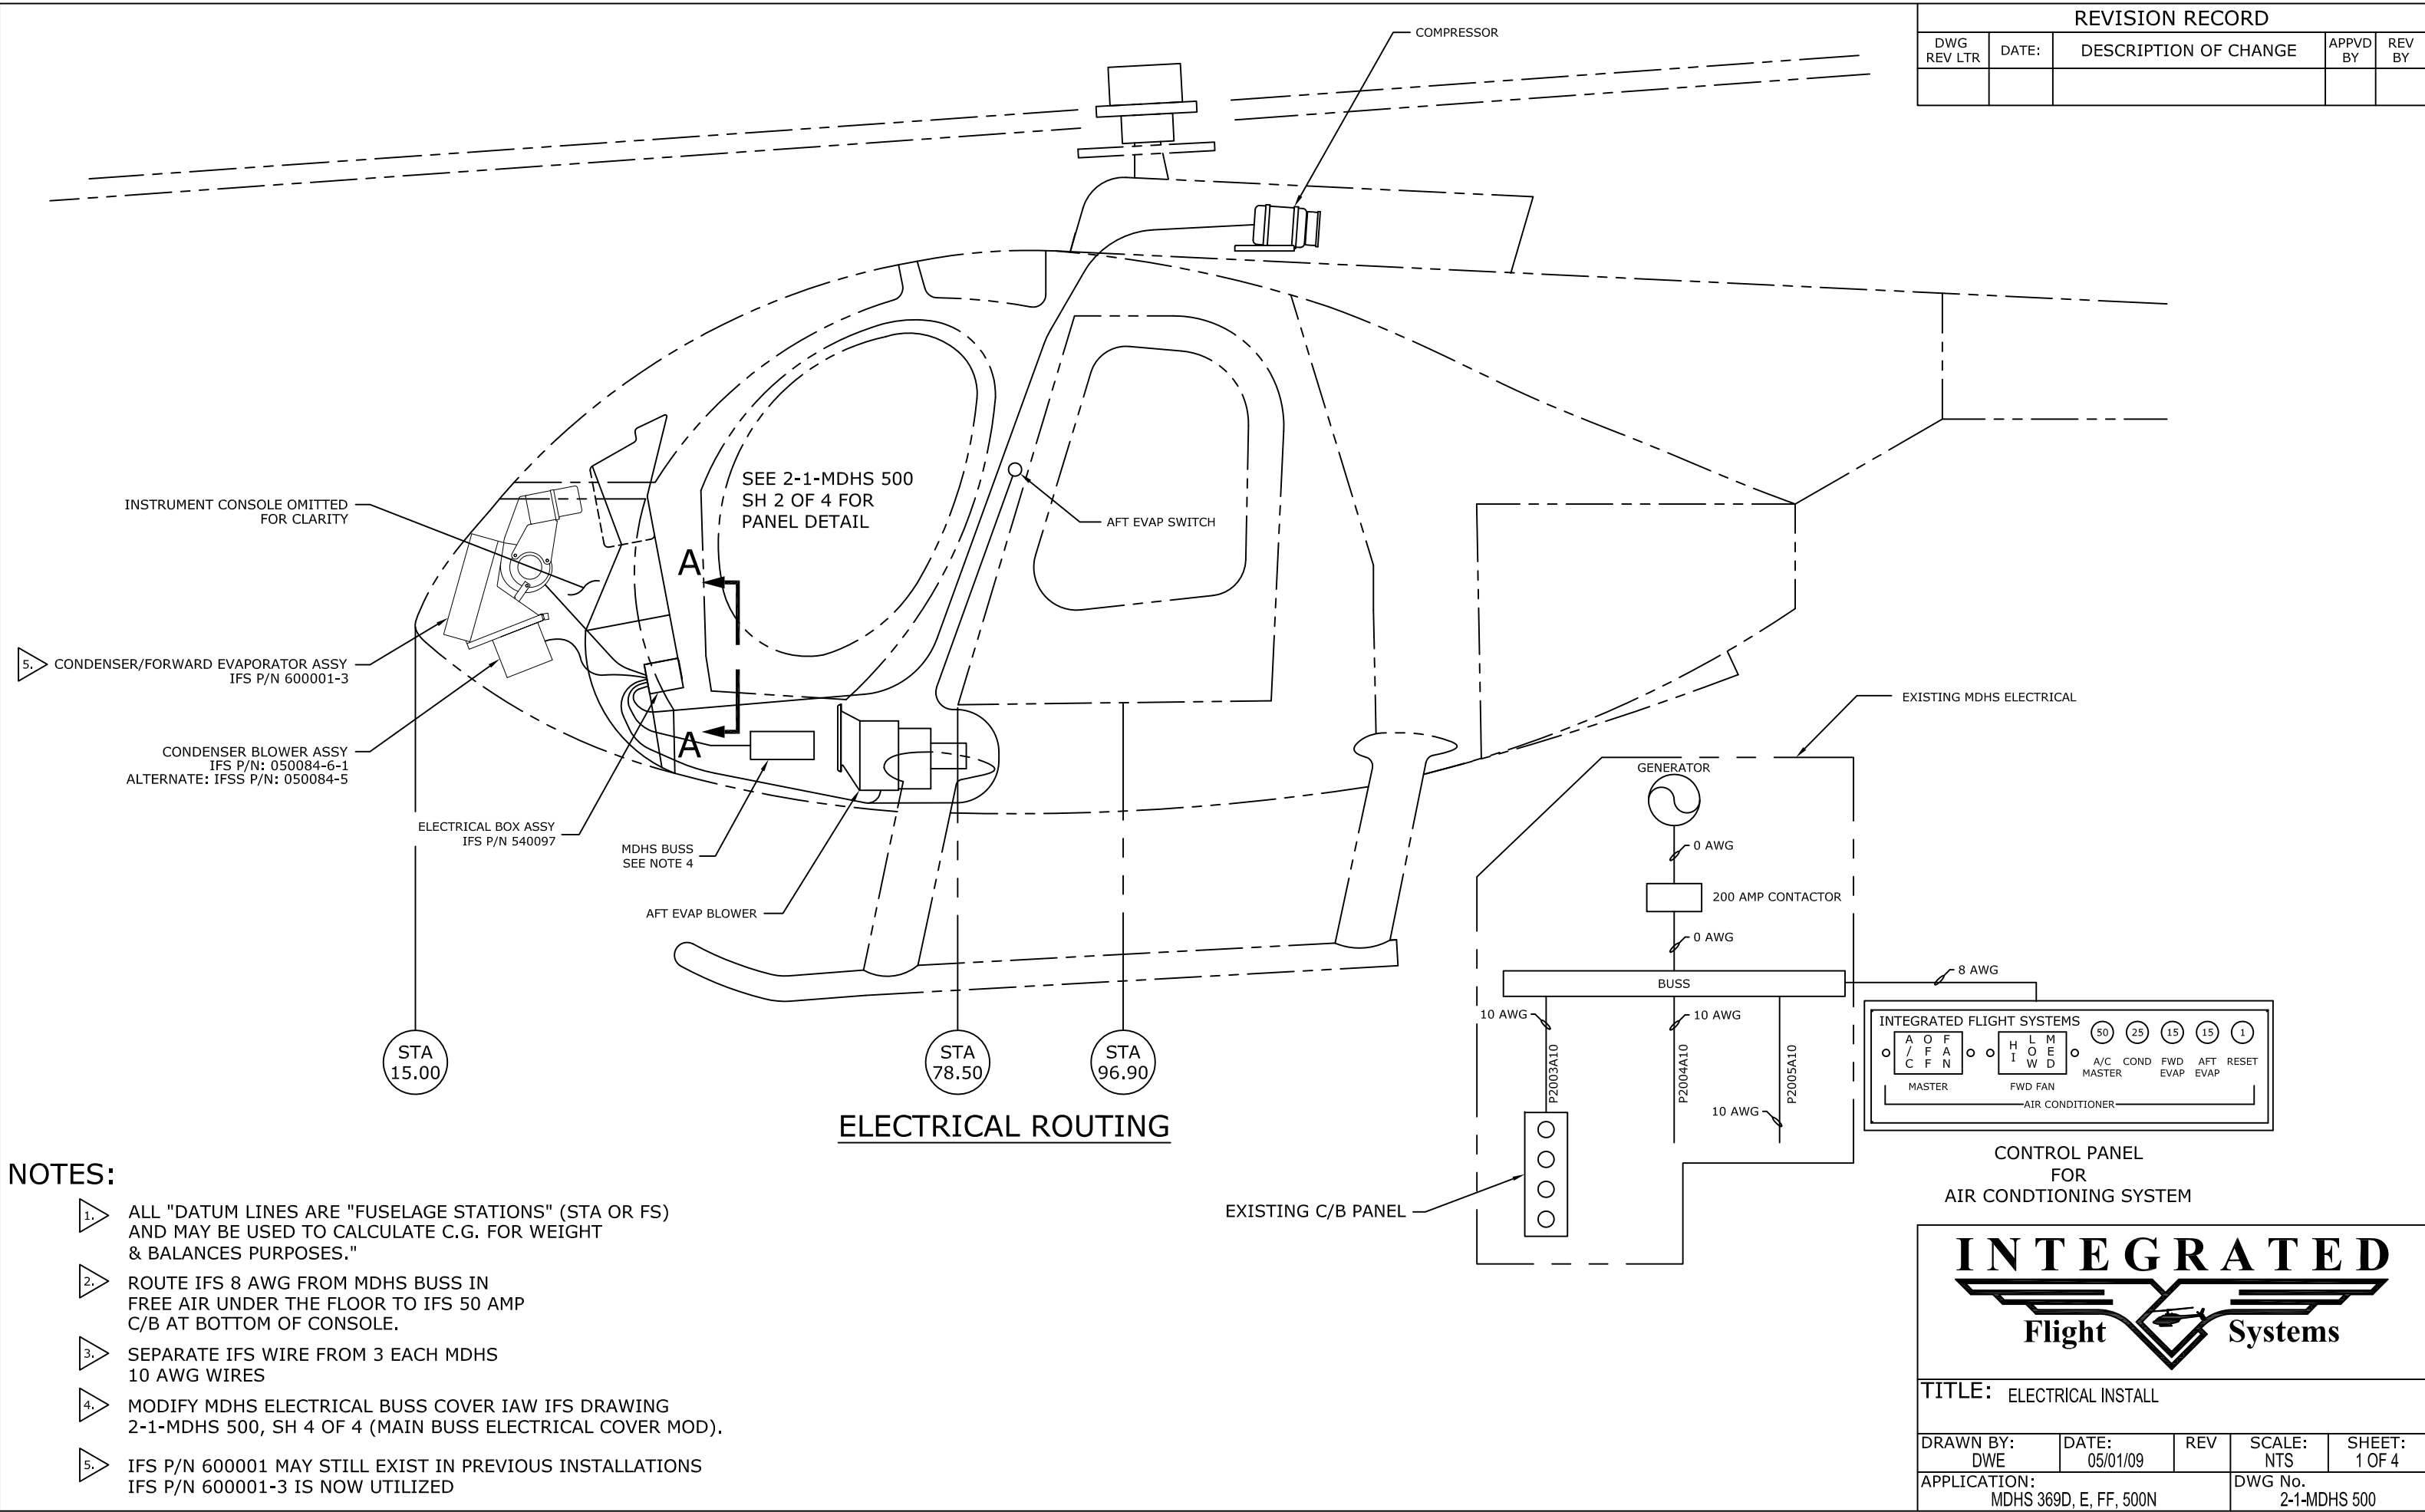 REVISION RECORD
DWG REV LTR
DATE:
DESCRIPTION OF CHANGE
APPVD BY
REV BY
COMPRESSOR
INSTRUMENT CONSOLE OMITTED
FOR CLARITY
SEE 2-1-MDHS 500
SH 2 OF 4 FOR
PANEL DETAIL
AFT EVAP SWITCH
A
A
5. CONDENSER/FORWARD EVAPORATOR ASSY
IFS P/N 600001-3
CONDENSER BLOWER ASSY
IFS P/N: 050084-6-1
ALTERNATE: IFSS P/N: 050084-5
ELECTRICAL BOX ASSY
IFS P/N 540097
MDHS BUSS
SEE NOTE 4
AFT EVAP BLOWER
STA
15.00
STA
78.50
STA
96.90
ELECTRICAL ROUTING
EXISTING MDHS ELECTRICAL
GENERATOR
0 AWG
200 AMP CONTACTOR
0 AWG
BUSS
8 AWG
10 AWG
10 AWG
10 AWG
P2003A10
P2004A10
P2005A10
EXISTING C/B PANEL
INTEGRATED FLIGHT SYSTEMS
A/C
OFF
FAN
HI
LOW
MED
MASTER
FWD FAN
50
25
15
15
1
A/C MASTER
COND
FWD EVAP
AFT EVAP
RESET
AIR CONDITIONER
CONTROL PANEL
FOR
AIR CONDTIONING SYSTEM
NOTES:
1. ALL "DATUM LINES ARE "FUSELAGE STATIONS" (STA OR FS)
AND MAY BE USED TO CALCULATE C.G. FOR WEIGHT
& BALANCES PURPOSES."
2. ROUTE IFS 8 AWG FROM MDHS BUSS IN
FREE AIR UNDER THE FLOOR TO IFS 50 AMP
C/B AT BOTTOM OF CONSOLE.
3. SEPARATE IFS WIRE FROM 3 EACH MDHS
10 AWG WIRES
4. MODIFY MDHS ELECTRICAL BUSS COVER IAW IFS DRAWING
2-1-MDHS 500, SH 4 OF 4 (MAIN BUSS ELECTRICAL COVER MOD).
5. IFS P/N 600001 MAY STILL EXIST IN PREVIOUS INSTALLATIONS
IFS P/N 600001-3 IS NOW UTILIZED
INTEGRATED
Flight Systems
TITLE: ELECTRICAL INSTALL
DRAWN BY:
DWE
DATE:
05/01/09
REV
SCALE:
NTS
SHEET:
1 OF 4
APPLICATION:
MDHS 369D, E, FF, 500N
DWG No.
2-1-MDHS 500